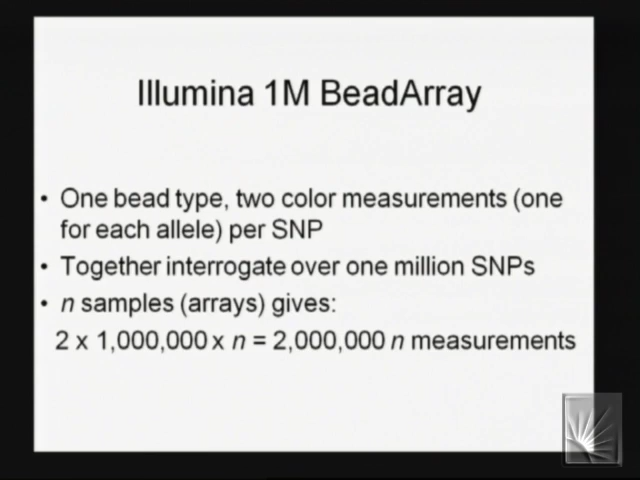 Illumina 1M BeadArray
• One bead type, two color measurements (one
for each allele) per SNP
• Together interrogate over one million SNPs
• n samples (arrays) gives:
2 x 1,000,000 x n = 2,000,000 n measurements